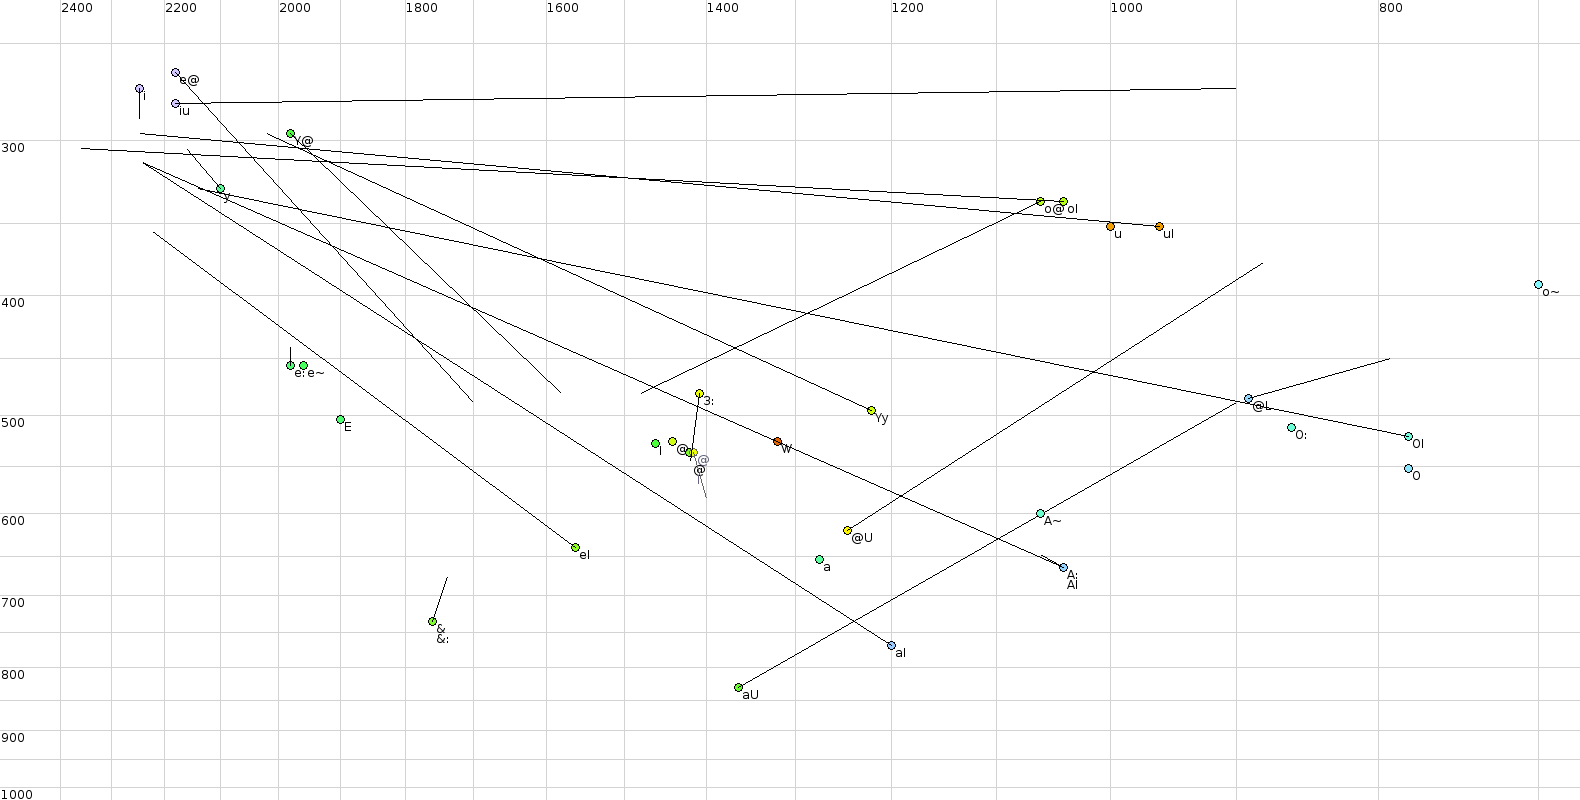 2400 2200 2000 1800 1600 1400 1200 1000 800
e@
i
iu
Y@
300
y
o@ oI
u uI
400
o~
e: e~
3: @L
Yy
500
E
O:
I @ W OI
@
@
O
600
A~
@U
eI
a
A:
AI
700
&
&:
aI
800
aU
900
1000